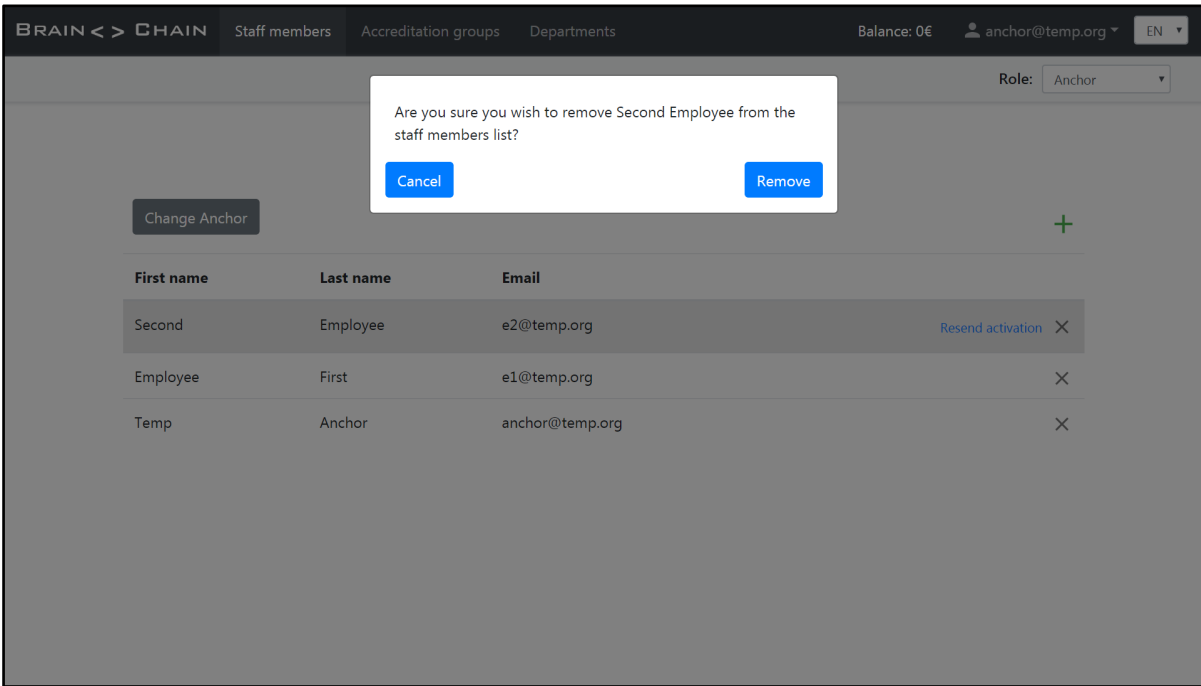 BRAIN < > CHAIN Staff members Accreditation groups Departments Balance: 0€ anchor@temp.org EN
Role: Anchor
Are you sure you wish to remove Second Employee from the
staff members list?
Cancel Remove
Change Anchor
First name Last name Email
Second Employee e2@temp.org Resend activation
Employee First e1@temp.org
Temp Anchor anchor@temp.org